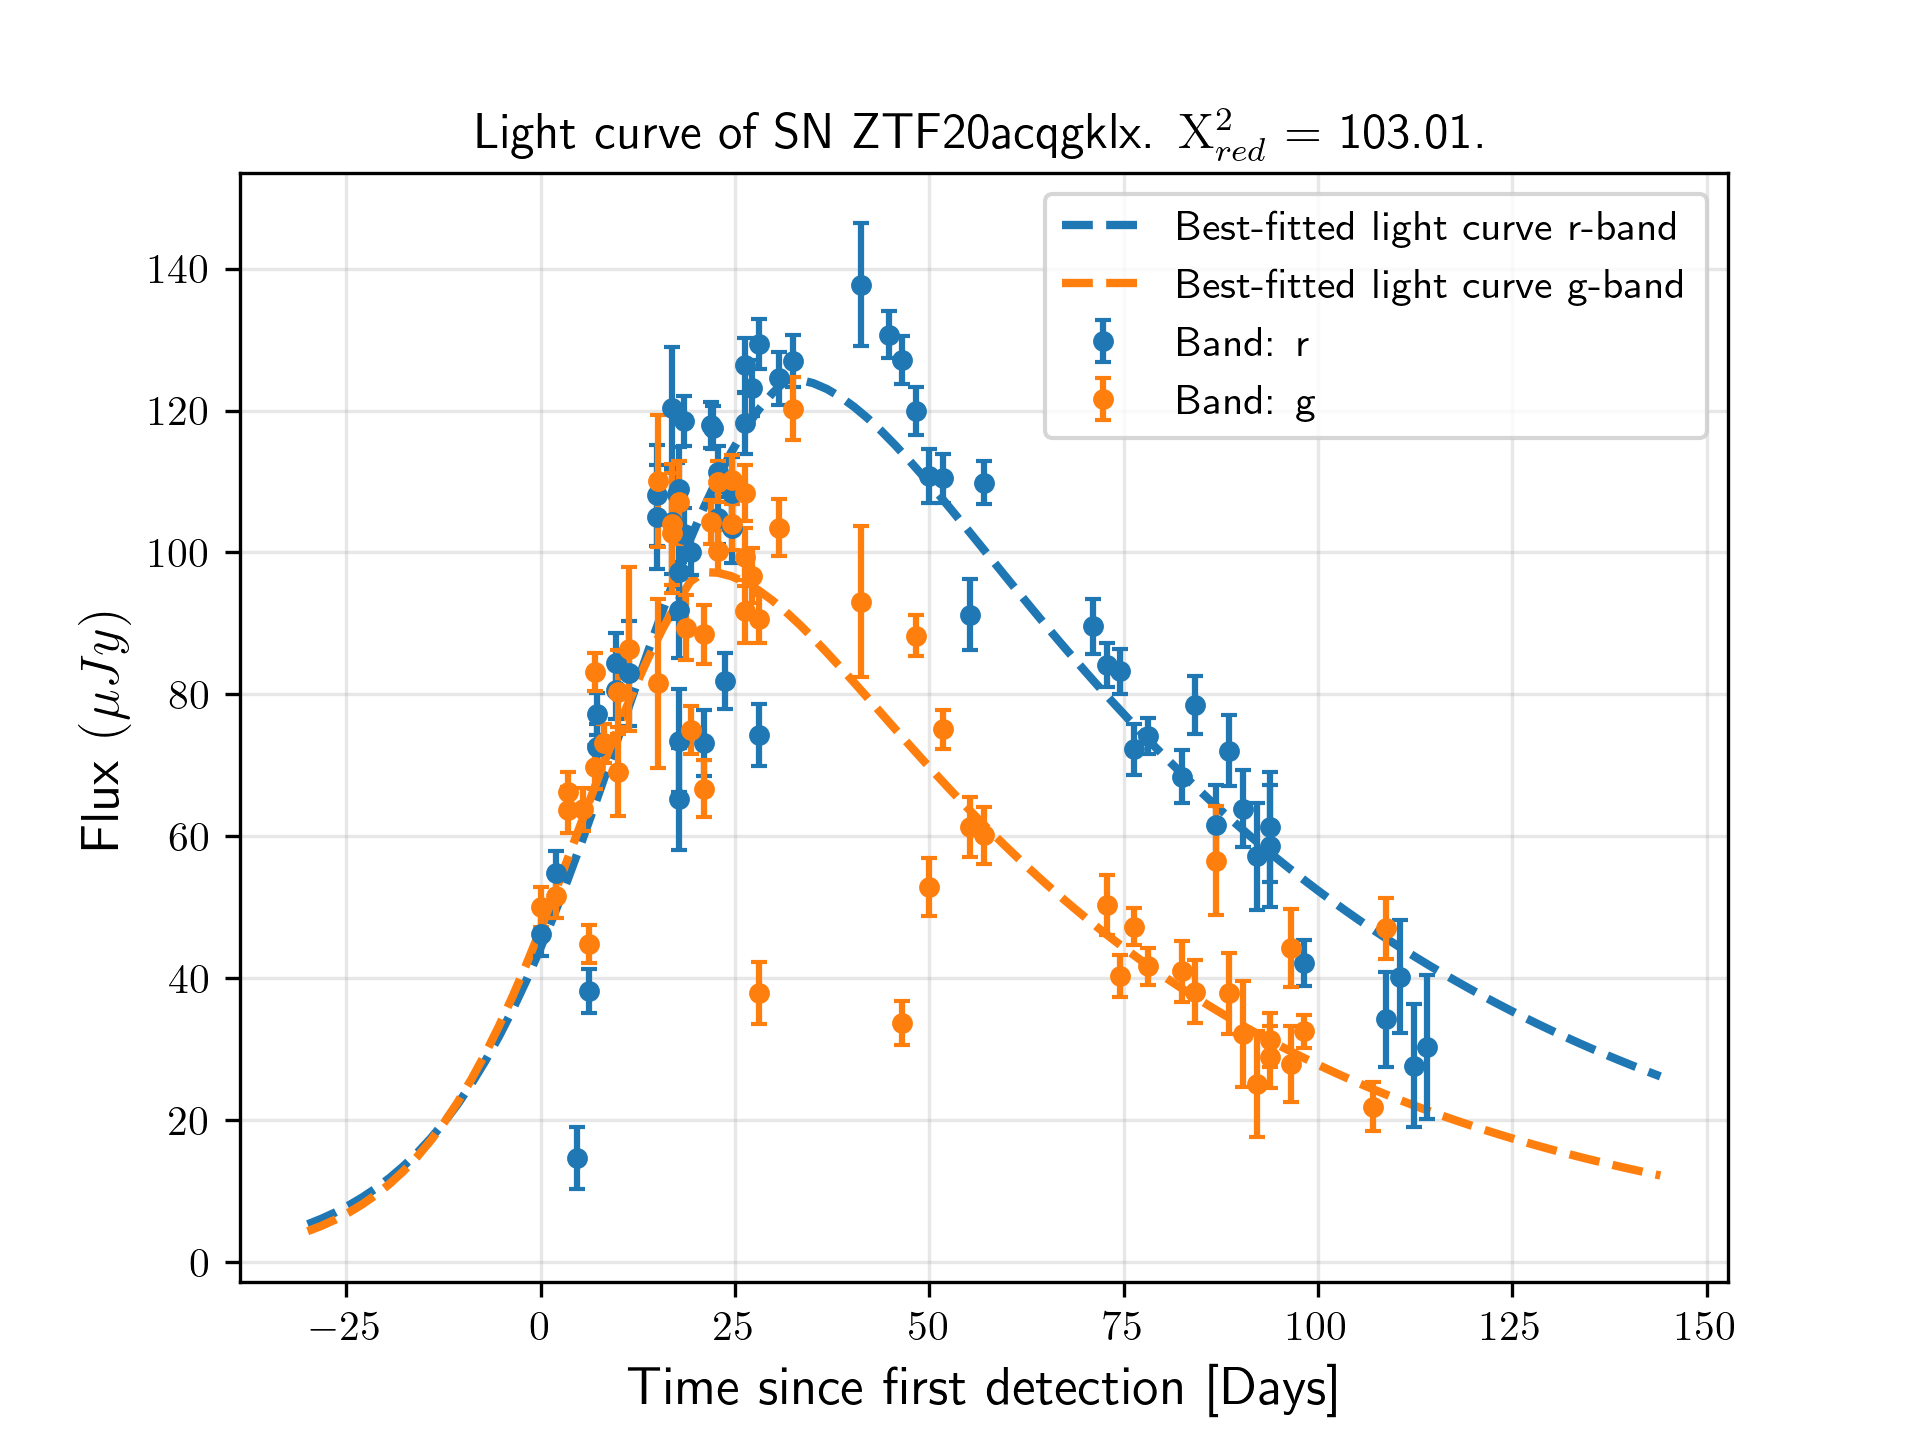 Light curve of SN ZTF20acqgklx. X²_red = 103.01.
Best-fitted light curve r-band
Best-fitted light curve g-band
Band: r
Band: g
140
120
100
80
60
40
20
0
Flux (μJy)
−25 0 25 50 75 100 125 150
Time since first detection [Days]